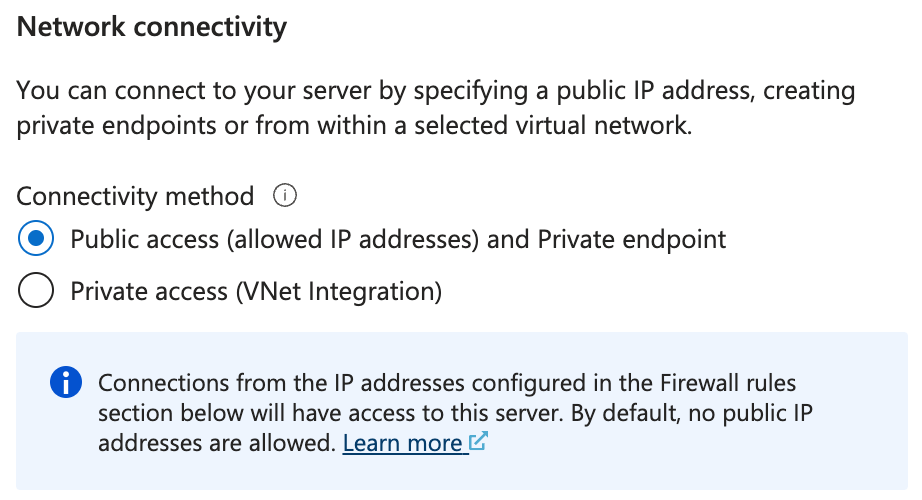 Network connectivity
You can connect to your server by specifying a public IP address, creating
private endpoints or from within a selected virtual network.
Connectivity method
Public access (allowed IP addresses) and Private endpoint
Private access (VNet Integration)
Connections from the IP addresses configured in the Firewall rules
section below will have access to this server. By default, no public IP
addresses are allowed. Learn more